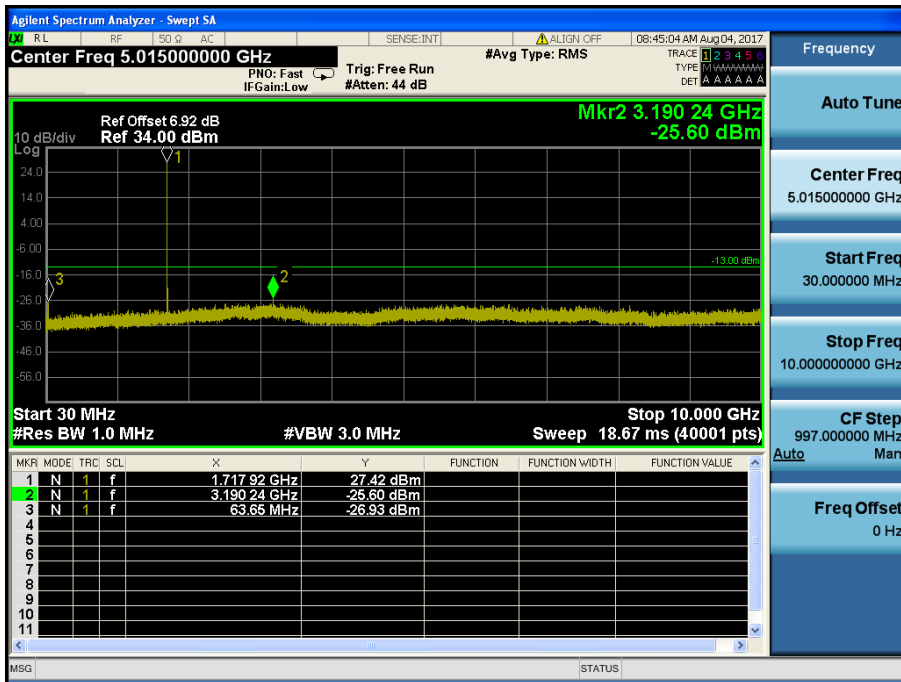 Agilent Spectrum Analyzer - Swept SA
LXI RL RF 50 Ω AC SENSE:INT ALIGN OFF 08:45:04 AM Aug 04, 2017
Center Freq 5.015000000 GHz #Avg Type: RMS TRACE 1 2 3 4 5 6
PNO: Fast Trig: Free Run TYPE M WWWWW
IFGain:Low #Atten: 44 dB DET A A A A A A
Mkr2 3.190 24 GHz
-25.60 dBm
Ref Offset 6.92 dB
10 dB/div Ref 34.00 dBm
Log
1
24.0
14.0
4.00
-6.00
-13.00 dBm
-16.0
3
2
-26.0
-36.0
-46.0
-56.0
Start 30 MHz Stop 10.000 GHz
#Res BW 1.0 MHz #VBW 3.0 MHz Sweep 18.67 ms (40001 pts)
MKR MODE TRC SCL X Y FUNCTION FUNCTION WIDTH FUNCTION VALUE
1 N 1 f 1.717 92 GHz 27.42 dBm
2 N 1 f 3.190 24 GHz -25.60 dBm
3 N 1 f 63.65 MHz -26.93 dBm
4
5
6
7
8
9
10
11
MSG STATUS
Frequency
Auto Tune
Center Freq
5.015000000 GHz
Start Freq
30.000000 MHz
Stop Freq
10.000000000 GHz
CF Step
997.000000 MHz
Auto Man
Freq Offset
0 Hz